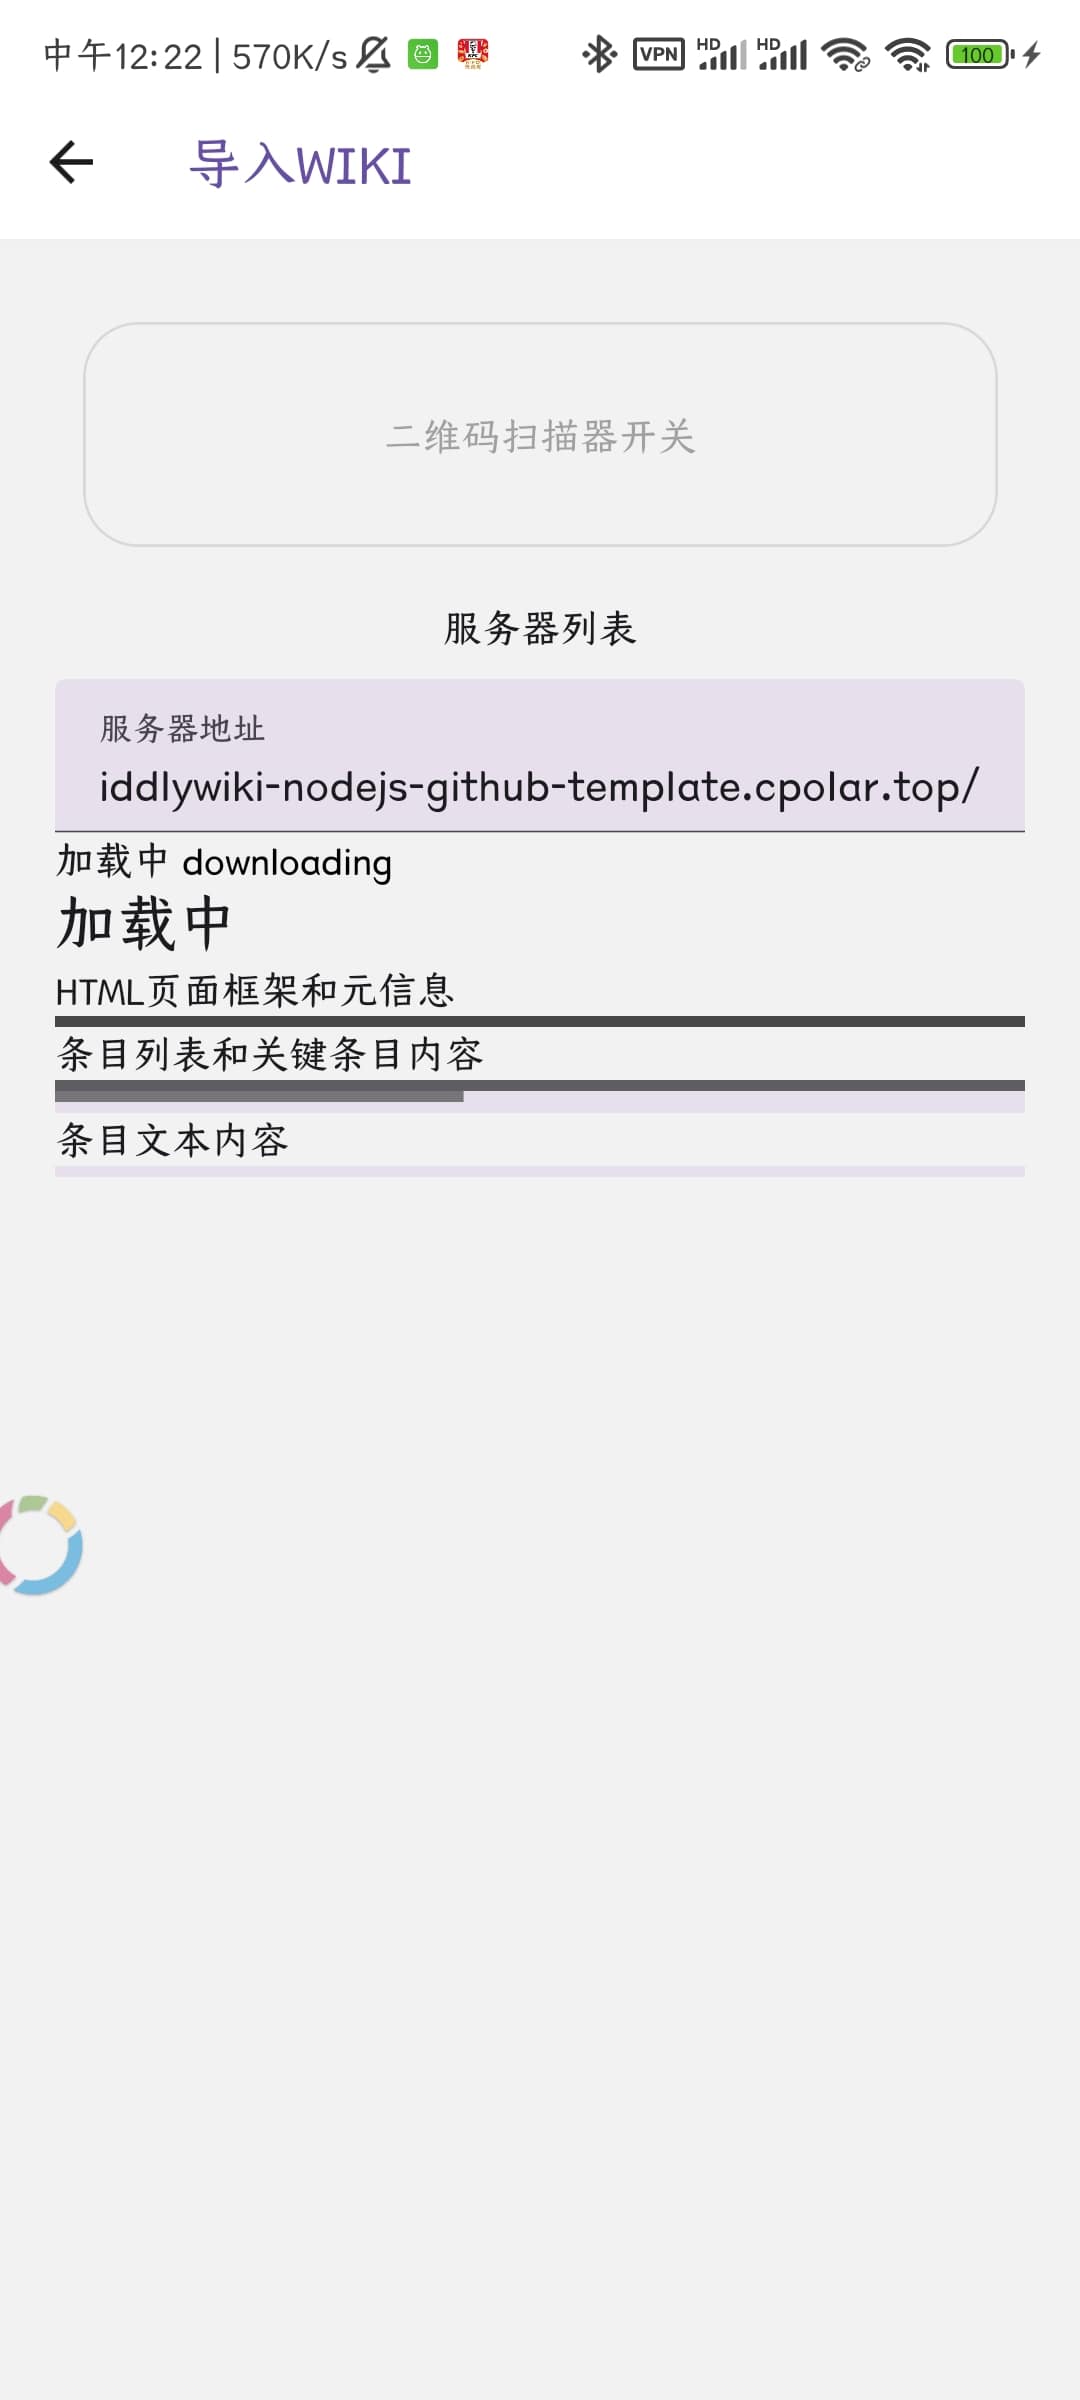 中午12:22 | 570K/s VPN HD HD 100
导入WIKI
二维码扫描器开关
服务器列表
服务器地址
iddlywiki-nodejs-github-template.cpolar.top/
加载中 downloading
加载中
HTML页面框架和元信息
条目列表和关键条目内容
条目文本内容